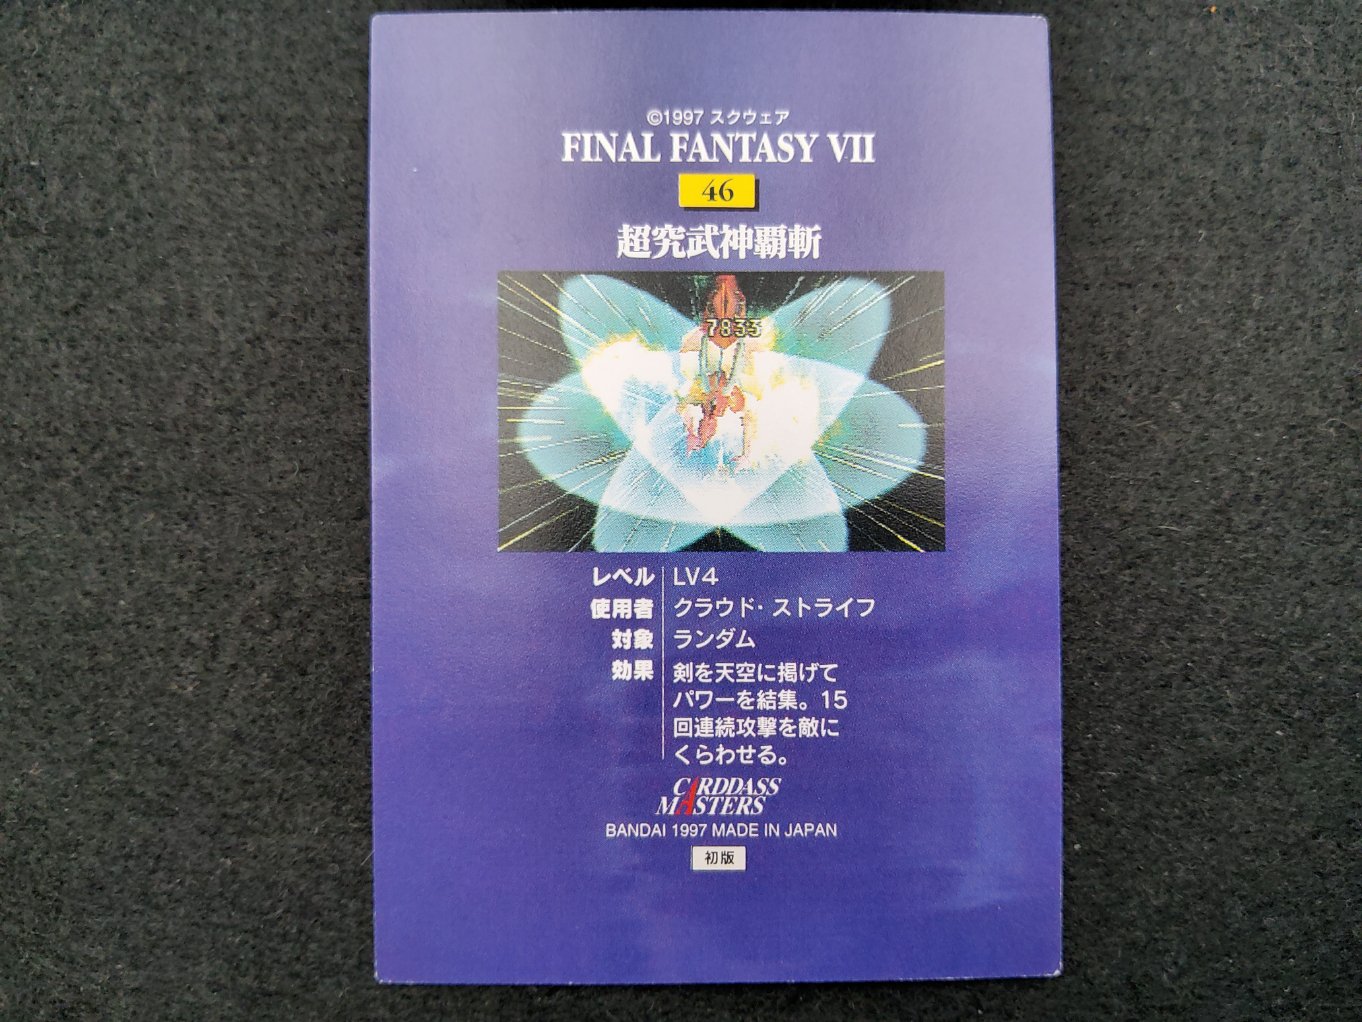 ©1997 スクウェア
FINAL FANTASY VII
46
超究武神覇斬
7833
レベル LV4
使用者 クラウド・ストライフ
対象 ランダム
効果 剣を天空に掲げて
パワーを結集。15
回連続攻撃を敵に
くらわせる。
CARDDASS
MASTERS
BANDAI 1997 MADE IN JAPAN
初版